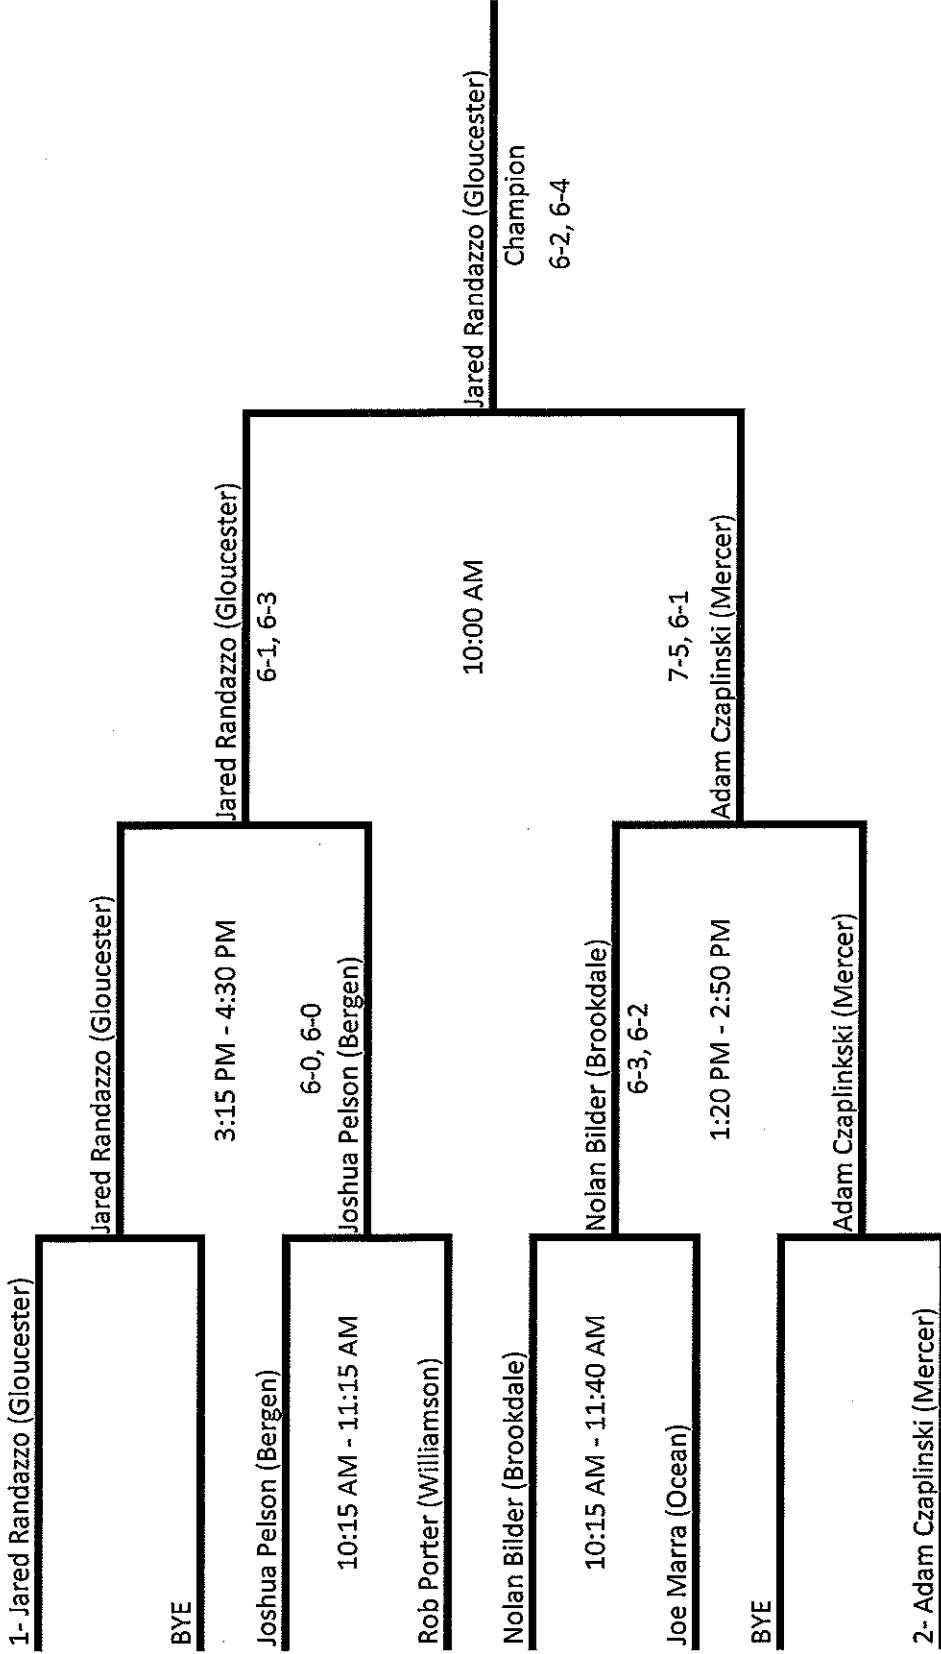 1- Jared Randazzo (Gloucester)
BYE
Joshua Pelson (Bergen)
10:15 AM - 11:15 AM
Rob Porter (Williamson)
Nolan Bilder (Brookdale)
10:15 AM - 11:40 AM
Joe Marra (Ocean)
BYE
2- Adam Czaplinski (Mercer)
Jared Randazzo (Gloucester)
3:15 PM - 4:30 PM
6-0, 6-0
Joshua Pelson (Bergen)
Nolan Bilder (Brookdale)
6-3, 6-2
1:20 PM - 2:50 PM
Adam Czaplinkski (Mercer)
Jared Randazzo (Gloucester)
6-1, 6-3
10:00 AM
7-5, 6-1
Adam Czaplinski (Mercer)
Jared Randazzo (Gloucester)
Champion
6-2, 6-4